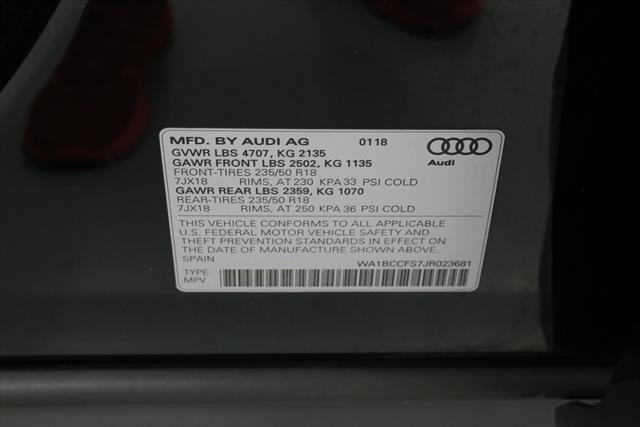 MFD. BY AUDI AG 01 18
GVWR LBS 4707, KG 2135
GAWR FRONT LBS 2502, KG 1135
FRONT-TIRES 235/50 R18
7JX18 RIMS, AT 230 KPA 33 PSI COLD
GAWR REAR LBS 2359, KG 1070
REAR-TIRES 235/50 R18
7JX18 RIMS, AT 250 KPA 36 PSI COLD
Audi
THIS VEHICLE CONFORMS TO ALL APPLICABLE
U.S. FEDERAL MOTOR VEHICLE SAFETY AND
THEFT PREVENTION STANDARDS IN EFFECT ON
THE DATE OF MANUFACTURE SHOWN ABOVE.
SPAIN WA1BCCFS7JR023681
TYPE:
MPV